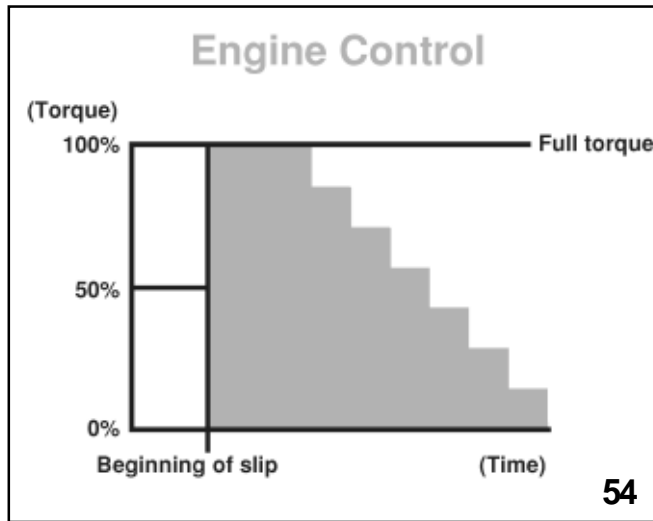 Engine Control
(Torque)
100%
Full torque
50%
0%
Beginning of slip
(Time)
54